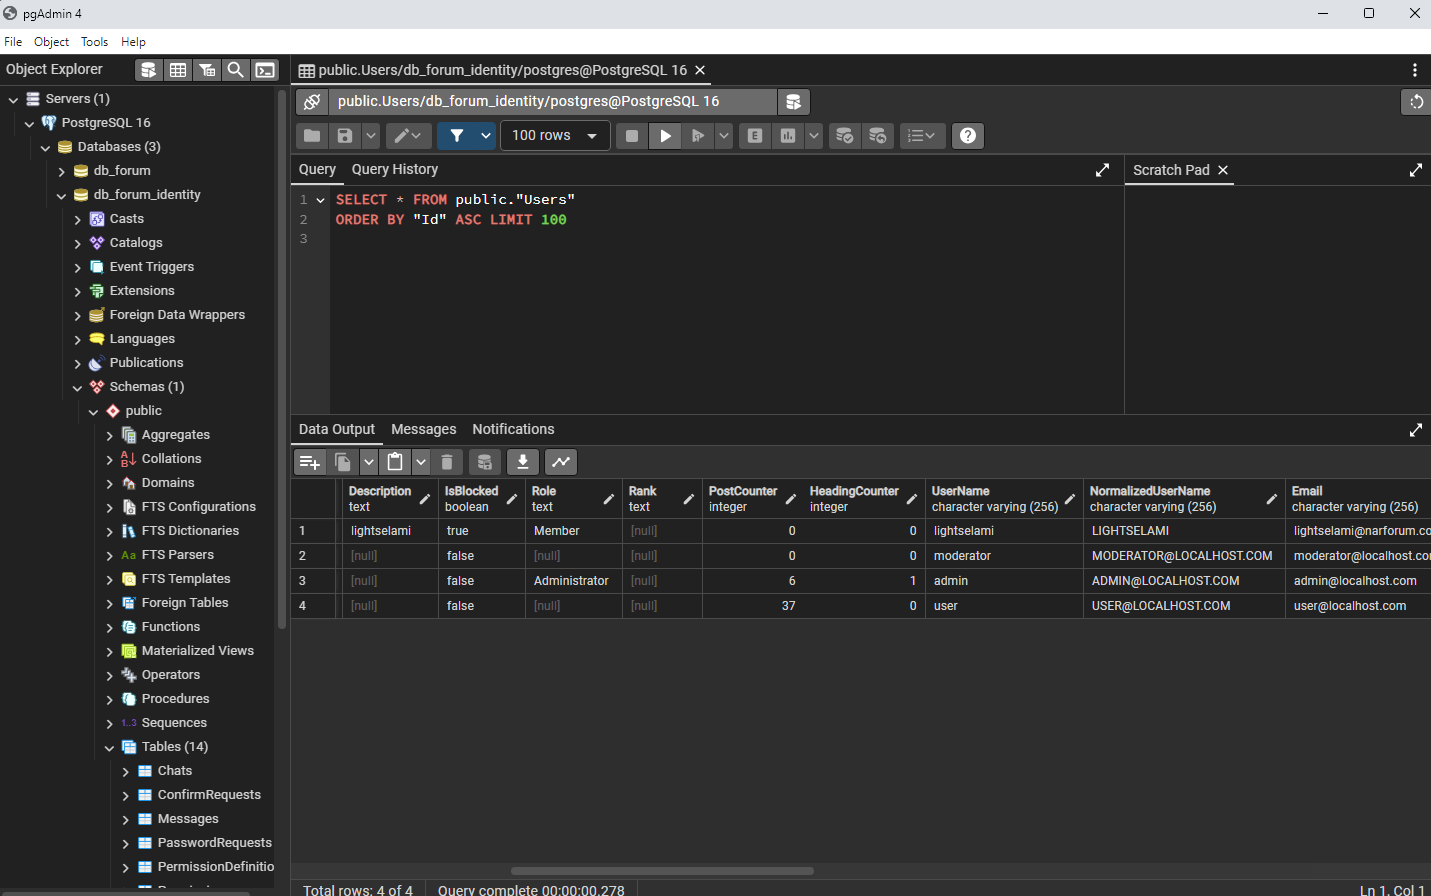 pgAdmin 4
File Object Tools Help
Object Explorer
public.Users/db_forum_identity/postgres@PostgreSQL 16
Servers (1)
PostgreSQL 16
Databases (3)
db_forum
db_forum_identity
Casts
Catalogs
Event Triggers
Extensions
Foreign Data Wrappers
Languages
Publications
Schemas (1)
public
Aggregates
Collations
Domains
FTS Configurations
FTS Dictionaries
FTS Parsers
FTS Templates
Foreign Tables
Functions
Materialized Views
Operators
Procedures
1..3 Sequences
Tables (14)
Chats
ConfirmRequests
Messages
PasswordRequests
PermissionDefinitio
public.Users/db_forum_identity/postgres@PostgreSQL 16
100 rows
Query Query History
Scratch Pad
1 SELECT * FROM public."Users"
2 ORDER BY "Id" ASC LIMIT 100
3
Data Output Messages Notifications
Description IsBlocked Role Rank PostCounter HeadingCounter UserName NormalizedUserName Email
text boolean text text integer integer character varying (256) character varying (256) character varying (256)
1 lightselami true Member [null] 0 0 lightselami LIGHTSELAMI lightselami@narforum.co
2 [null] false [null] [null] 0 0 moderator MODERATOR@LOCALHOST.COM moderator@localhost.co
3 [null] false Administrator [null] 6 1 admin ADMIN@LOCALHOST.COM admin@localhost.com
4 [null] false [null] [null] 37 0 user USER@LOCALHOST.COM user@localhost.com
Total rows: 4 of 4 Query complete 00:00:00.278 Ln 1, Col 1